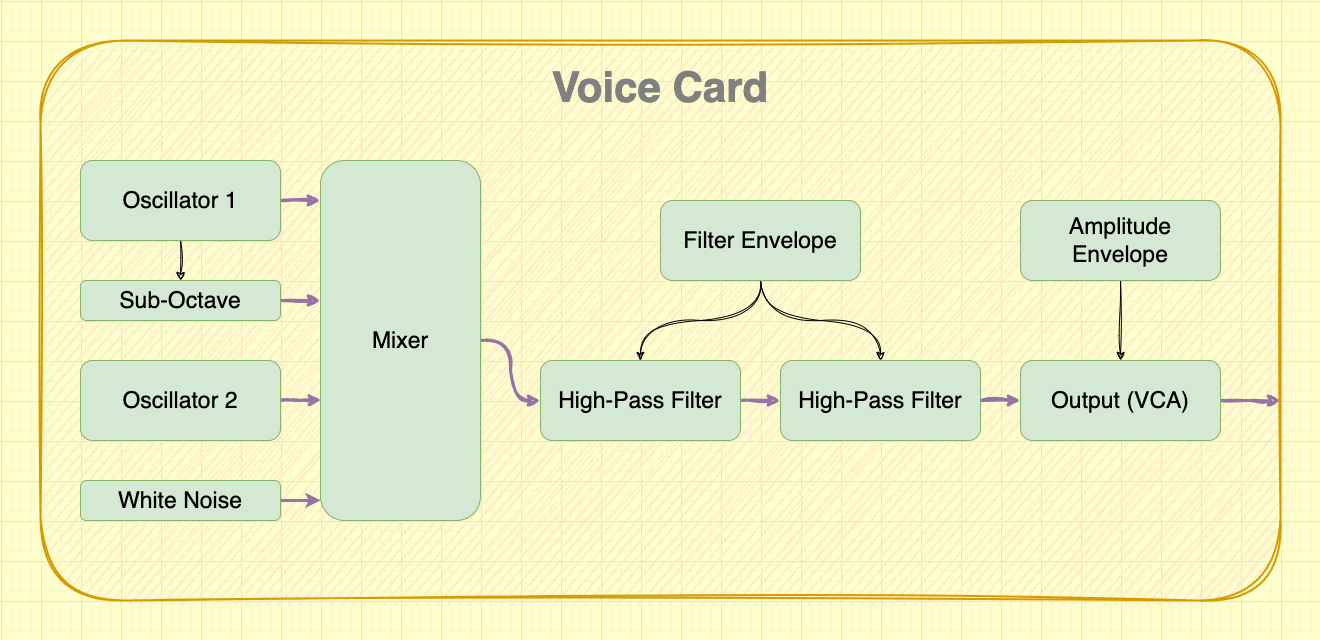 Voice Card
Oscillator 1
Sub-Octave
Oscillator 2
White Noise
Mixer
Filter Envelope
High-Pass Filter
High-Pass Filter
Amplitude
Envelope
Output (VCA)